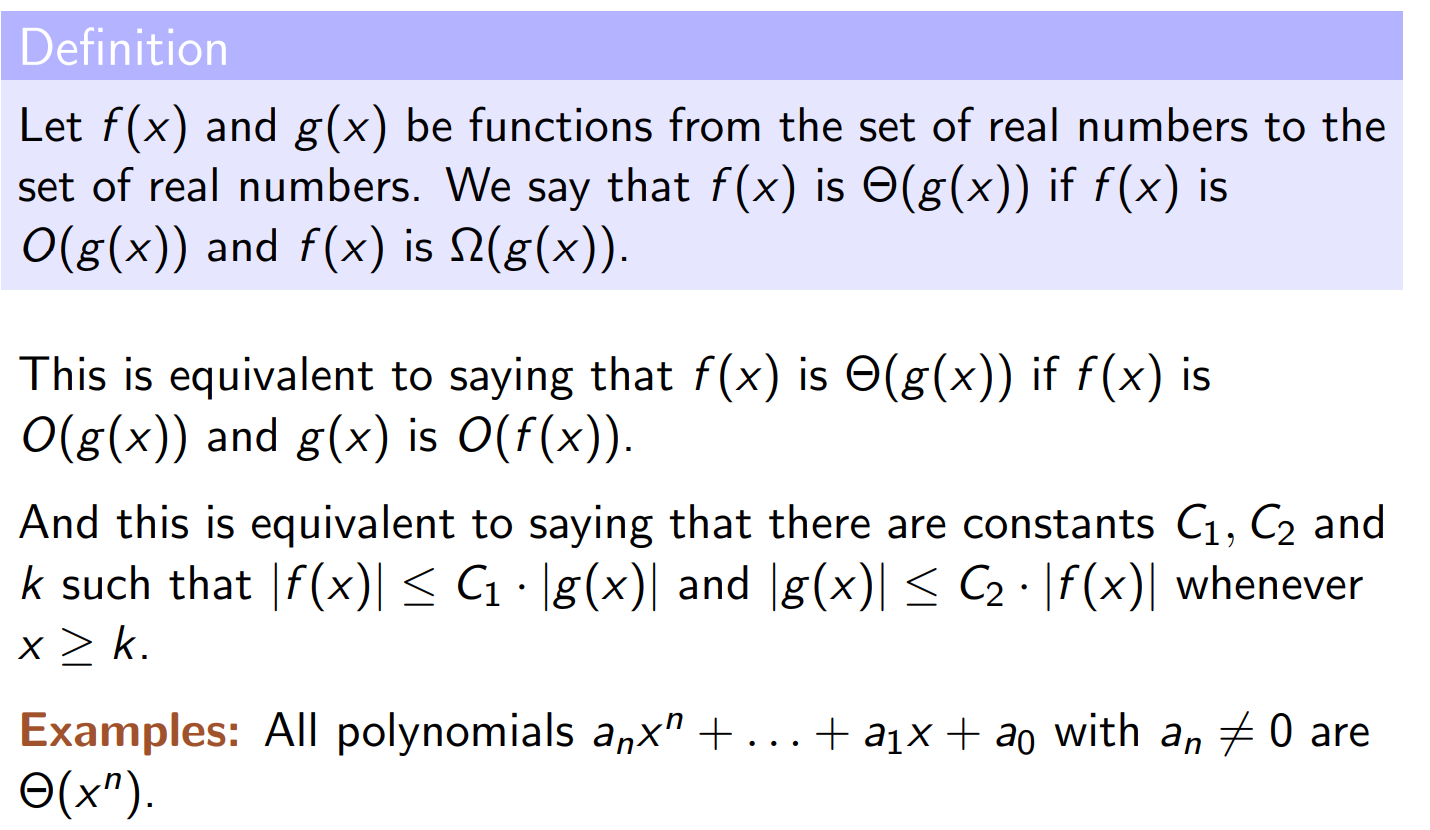 Definition
Let f(x) and g(x) be functions from the set of real numbers to the
set of real numbers. We say that f(x) is Θ(g(x)) if f(x) is
O(g(x)) and f(x) is Ω(g(x)).
This is equivalent to saying that f(x) is Θ(g(x)) if f(x) is
O(g(x)) and g(x) is O(f(x)).
And this is equivalent to saying that there are constants C₁, C₂ and
k such that |f(x)| ≤ C₁ · |g(x)| and |g(x)| ≤ C₂ · |f(x)| whenever
x ≥ k.
Examples: All polynomials aₙxⁿ + . . . + a₁x + a₀ with aₙ ≠ 0 are
Θ(xⁿ).